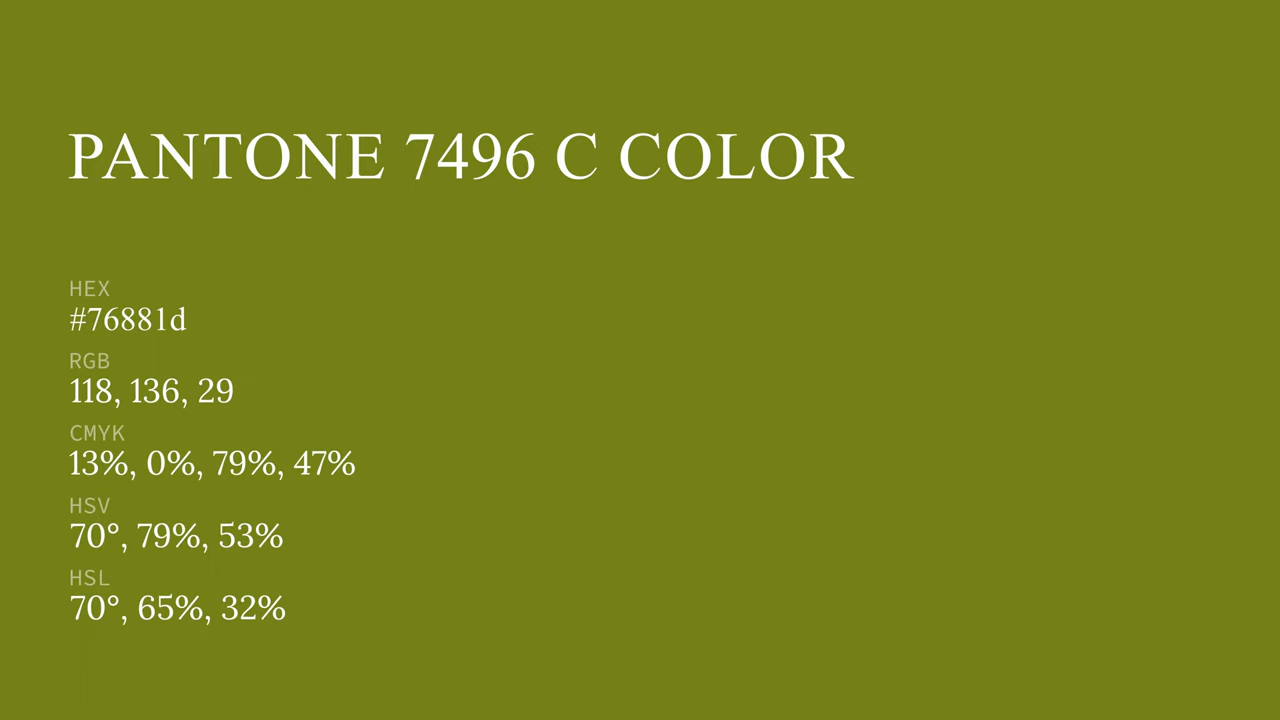 PANTONE 7496 C COLOR
HEX
#76881d
RGB
118, 136, 29
CMYK
13%, 0%, 79%, 47%
HSV
70°, 79%, 53%
HSL
70°, 65%, 32%